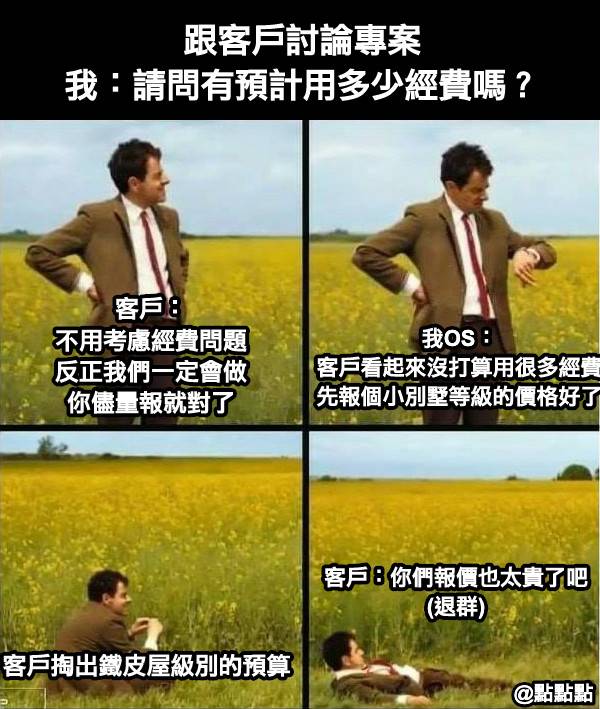 跟客戶討論專案
我：請問有預計用多少經費嗎？
客戶：
不用考慮經費問題
反正我們一定會做
你儘量報就對了
我OS：
客戶看起來沒打算用很多經費
先報個小別墅等級的價格好了
客戶掏出鐵皮屋級別的預算
客戶：你們報價也太貴了吧
(退群)
@點點點